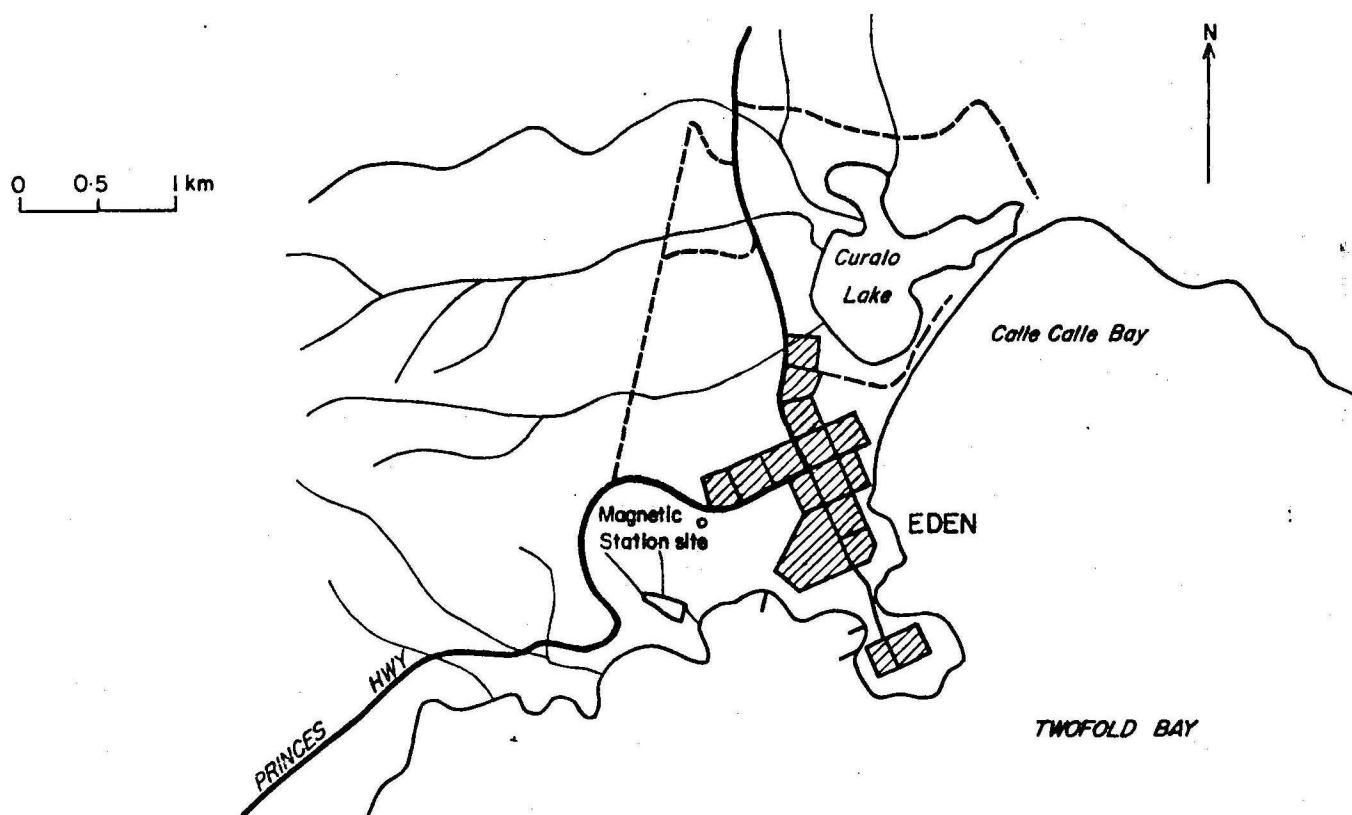 N
0 0·5 1 km
Curalo
Lake
Calle Calle Bay
Magnetic
Station site
EDEN
PRINCES HWY
TWOFOLD BAY